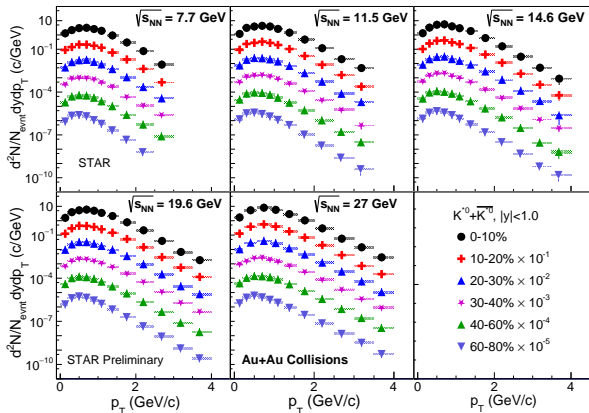 √s_NN = 7.7 GeV
√s_NN = 11.5 GeV
√s_NN = 14.6 GeV
d²N/N_evnt dydp_T (c/GeV)
10
10⁻¹
10⁻⁴
10⁻⁷
10⁻¹⁰
STAR
√s_NN = 19.6 GeV
√s_NN = 27 GeV
d²N/N_evnt dydp_T (c/GeV)
10
10⁻¹
10⁻⁴
10⁻⁷
10⁻¹⁰
STAR Preliminary
Au+Au Collisions
K*⁰+K̅*⁰, |y|<1.0
0-10%
10-20% × 10⁻¹
20-30% × 10⁻²
30-40% × 10⁻³
40-60% × 10⁻⁴
60-80% × 10⁻⁵
0 2 4
0 2 4
0 2 4
p_T (GeV/c)
p_T (GeV/c)
p_T (GeV/c)